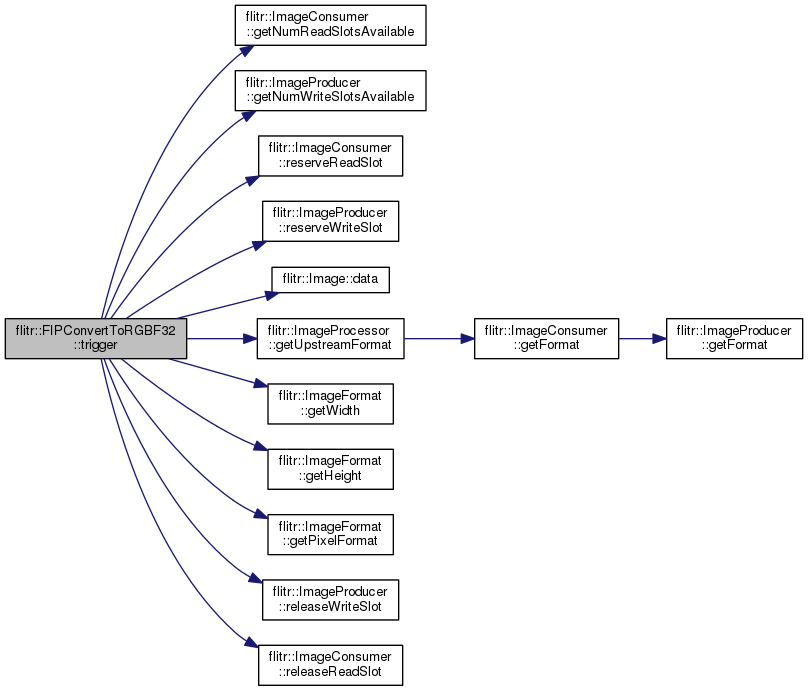 flitr::ImageConsumer
::getNumReadSlotsAvailable
flitr::ImageProducer
::getNumWriteSlotsAvailable
flitr::ImageConsumer
::reserveReadSlot
flitr::ImageProducer
::reserveWriteSlot
flitr::Image::data
flitr::FIPConvertToRGBF32
::trigger
flitr::ImageProcessor
::getUpstreamFormat
flitr::ImageConsumer
::getFormat
flitr::ImageProducer
::getFormat
flitr::ImageFormat
::getWidth
flitr::ImageFormat
::getHeight
flitr::ImageFormat
::getPixelFormat
flitr::ImageProducer
::releaseWriteSlot
flitr::ImageConsumer
::releaseReadSlot